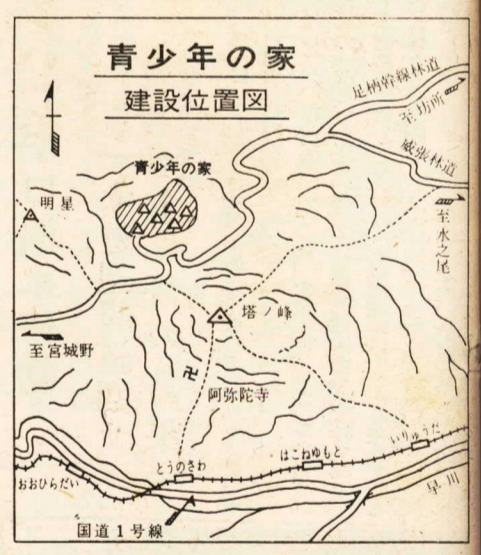 青少年の家
建設位置図
足柄幹線林道
至坊所
威張林道
青少年の家
明星
至水之尾
塔ノ峰
至宮城野
卍
阿弥陀寺
いりゅうだ
はこねゆもと
とうのさわ
おおひらだい
早川
国道1号線